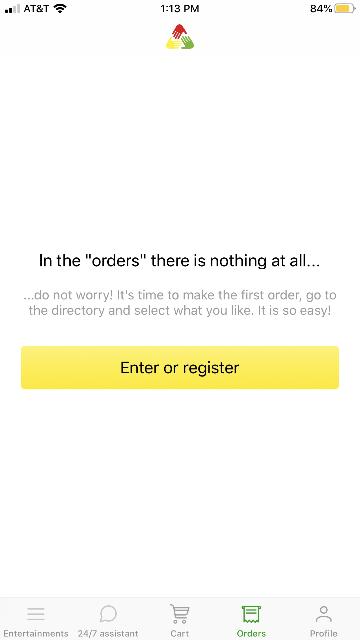 AT&T 1:13 PM 84%
In the "orders" there is nothing at all...
...do not worry! It's time to make the first order, go to
the directory and select what you like. It is so easy!
Enter or register
Entertainments 24/7 assistant Cart Orders Profile